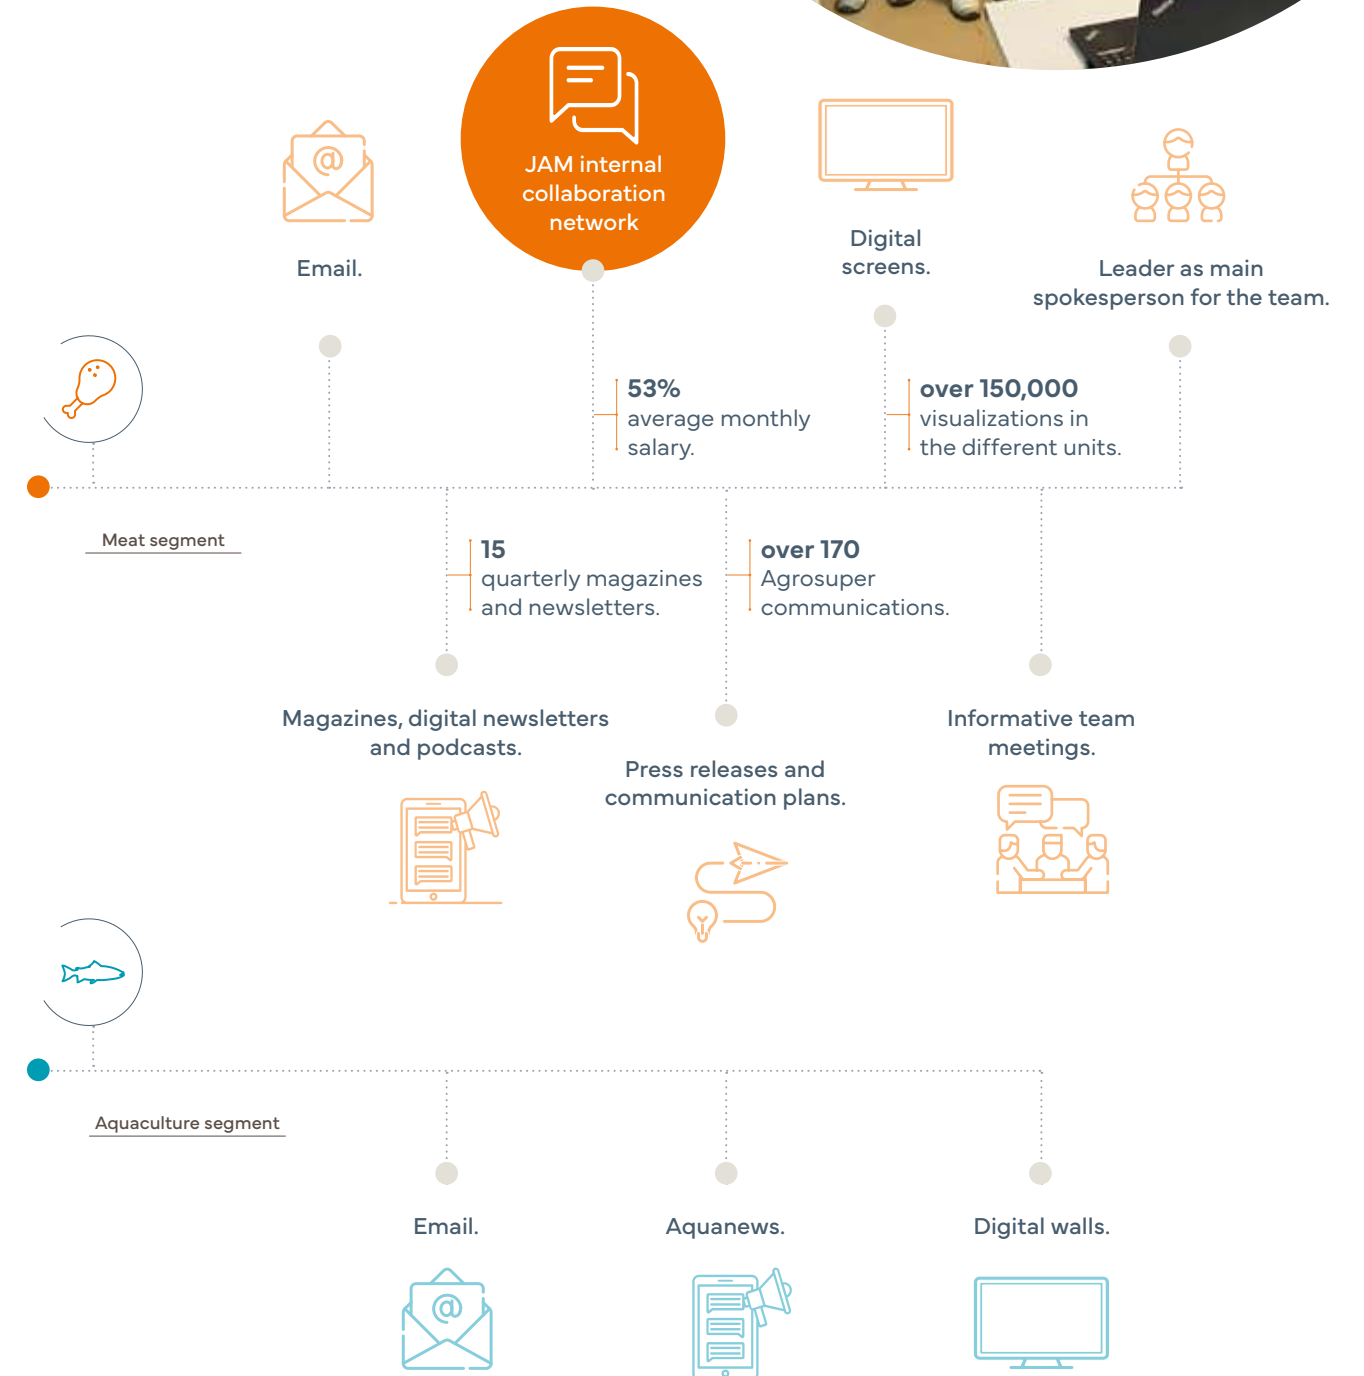 JAM internal
collaboration
network
Email.
Digital
screens.
Leader as main
spokesperson for the team.
53%
average monthly
salary.
over 150,000
visualizations in
the different units.
Meat segment
15
quarterly magazines
and newsletters.
over 170
Agrosuper
communications.
Magazines, digital newsletters
and podcasts.
Press releases and
communication plans.
Informative team
meetings.
Aquaculture segment
Email.
Aquanews.
Digital walls.